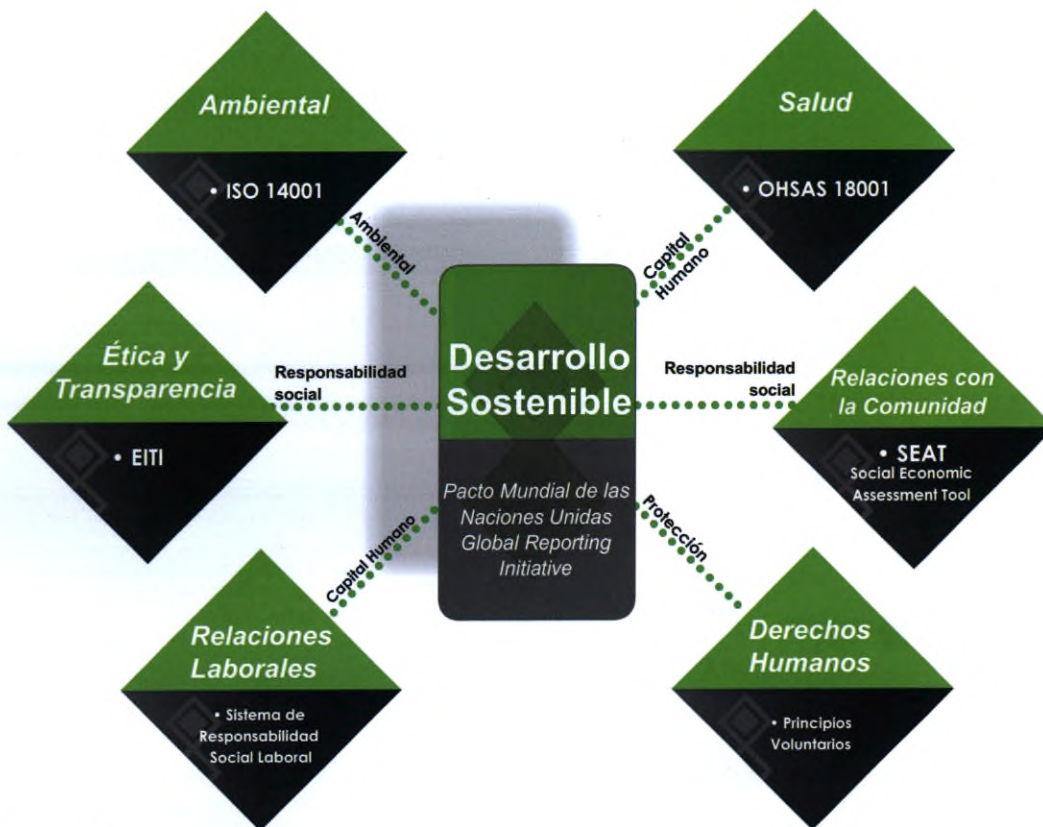 Ambiental
• ISO 14001
Ambiental
Salud
• OHSAS 18001
Capital
Humano
Ética y
Transparencia
• EITI
Responsabilidad
social
Desarrollo
Sostenible
Pacto Mundial de las
Naciones Unidas
Global Reporting
Initiative
Responsabilidad
social
Relaciones con
la Comunidad
• SEAT
Social Economic
Assessment Tool
Capital Humano
Relaciones
Laborales
• Sistema de
Responsabilidad
Social Laboral
Protección
Derechos
Humanos
• Principios
Voluntarios